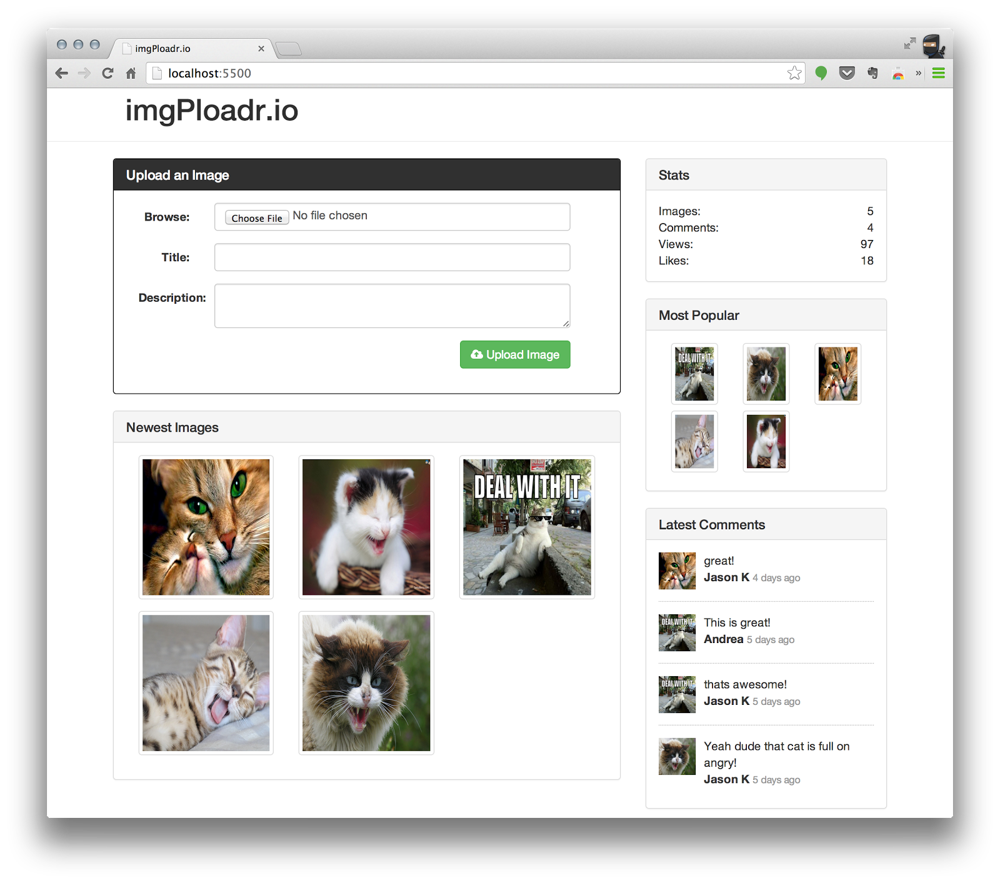 imgPloadr.io
localhost:5500
imgPloadr.io
Upload an Image
Browse:
Choose File No file chosen
Title:
Description:
Upload Image
Newest Images
DEAL WITH IT
Stats
Images: 5
Comments: 4
Views: 97
Likes: 18
Most Popular
DEAL WITH IT
Latest Comments
great!
Jason K 4 days ago
DEAL WITH IT
This is great!
Andrea 5 days ago
DEAL WITH IT
thats awesome!
Jason K 5 days ago
Yeah dude that cat is full on
angry!
Jason K 5 days ago